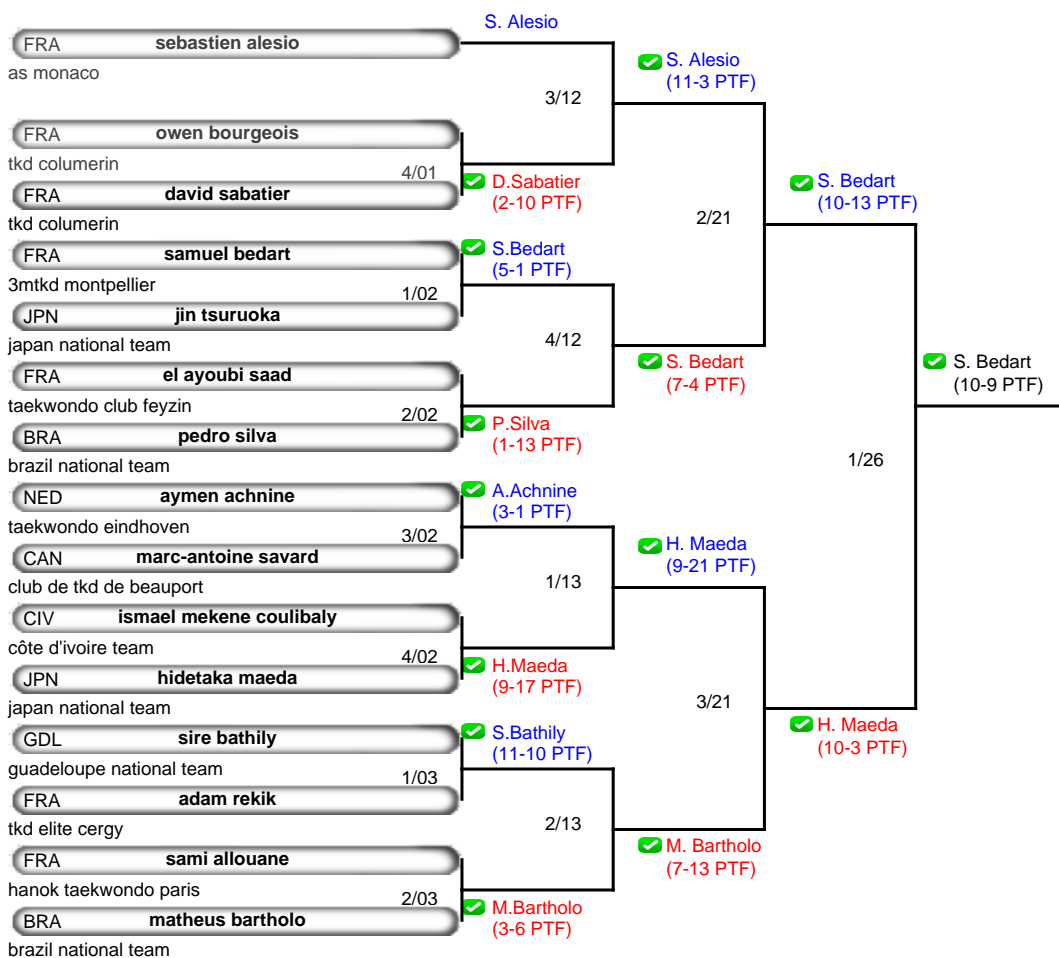 S. Alesio
FRA sebastien alesio
as monaco
S. Alesio
(11-3 PTF)
3/12
FRA owen bourgeois
tkd columerin
4/01
D.Sabatier
(2-10 PTF)
FRA david sabatier
tkd columerin
S. Bedart
(10-13 PTF)
2/21
FRA samuel bedart
3mtkd montpellier
S.Bedart
(5-1 PTF)
1/02
JPN jin tsuruoka
japan national team
4/12
S. Bedart
(7-4 PTF)
FRA el ayoubi saad
taekwondo club feyzin
2/02
P.Silva
(1-13 PTF)
BRA pedro silva
brazil national team
S. Bedart
(10-9 PTF)
1/26
NED aymen achnine
taekwondo eindhoven
A.Achnine
(3-1 PTF)
3/02
CAN marc-antoine savard
club de tkd de beauport
H. Maeda
(9-21 PTF)
1/13
CIV ismael mekene coulibaly
côte d'ivoire team
4/02
H.Maeda
(9-17 PTF)
JPN hidetaka maeda
japan national team
3/21
H. Maeda
(10-3 PTF)
GDL sire bathily
guadeloupe national team
S.Bathily
(11-10 PTF)
1/03
FRA adam rekik
tkd elite cergy
2/13
M. Bartholo
(7-13 PTF)
FRA sami allouane
hanok taekwondo paris
2/03
M.Bartholo
(3-6 PTF)
BRA matheus bartholo
brazil national team